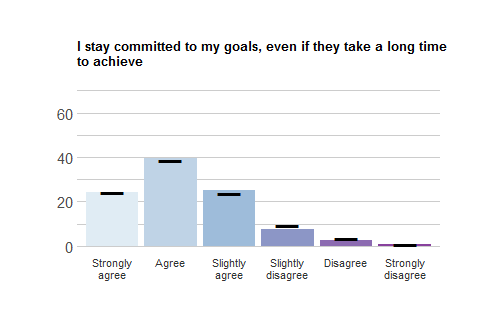 I stay committed to my goals, even if they take a long time
to achieve
60
40
20
0
Strongly
agree
Agree
Slightly
agree
Slightly
disagree
Disagree
Strongly
disagree